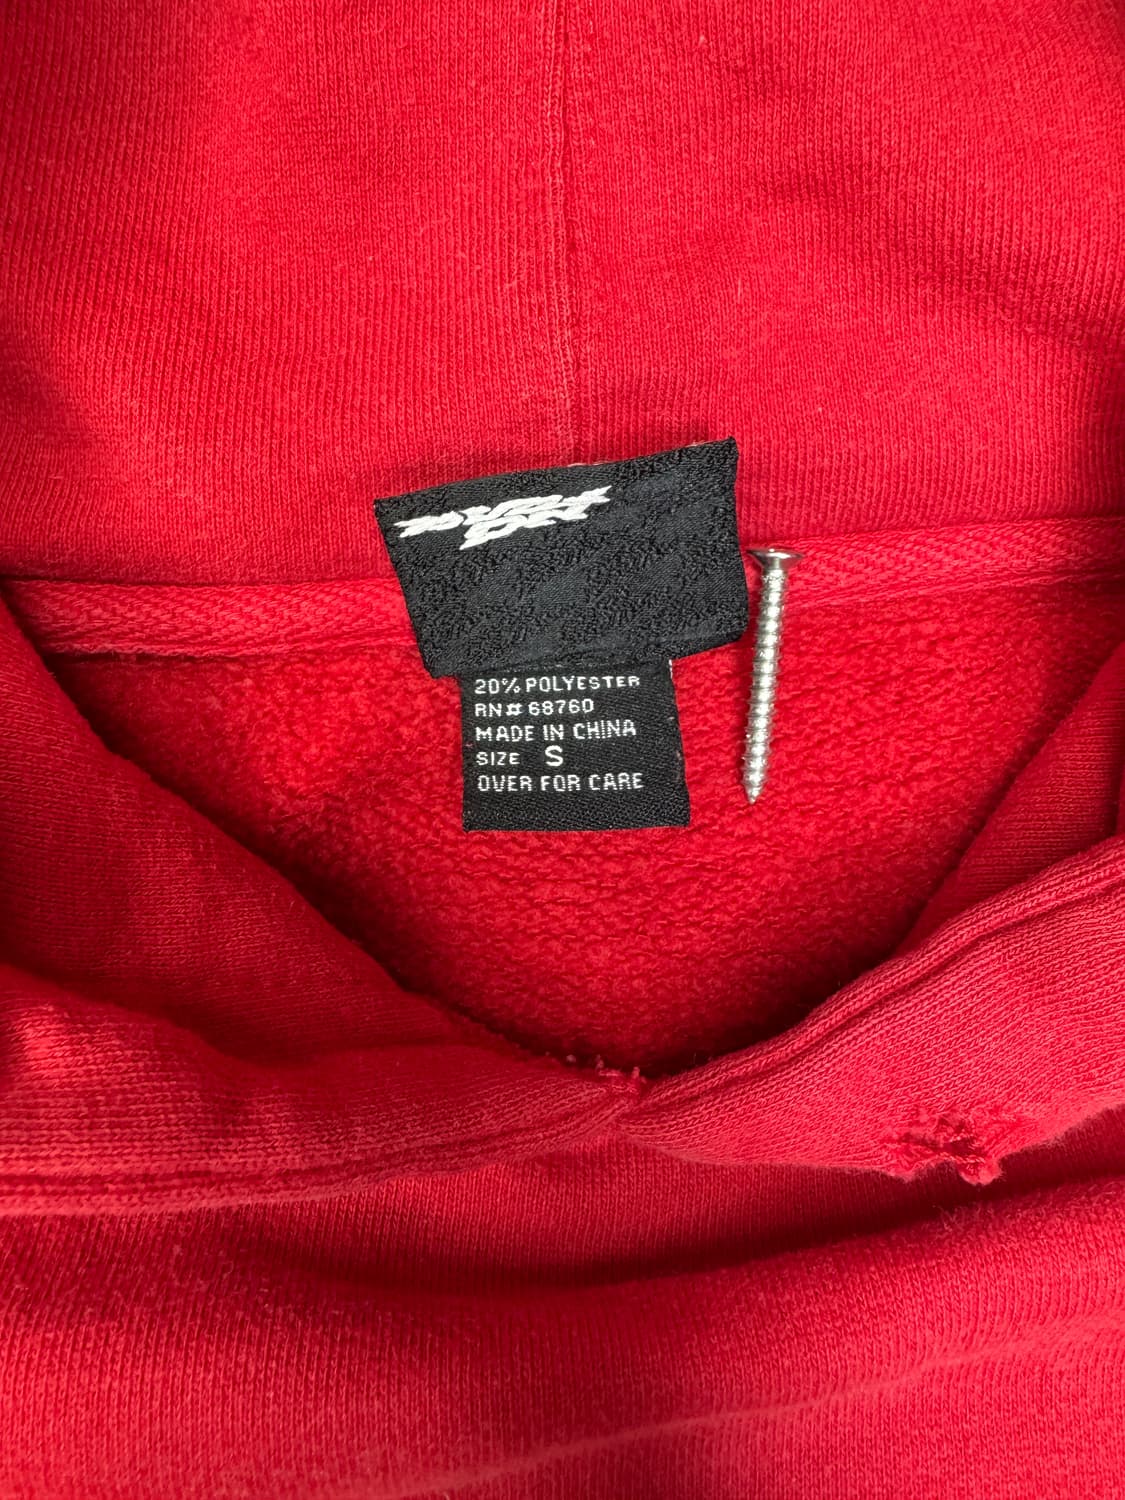 20% POLYESTER
RN# 68760
MADE IN CHINA
SIZE S
OVER FOR CARE